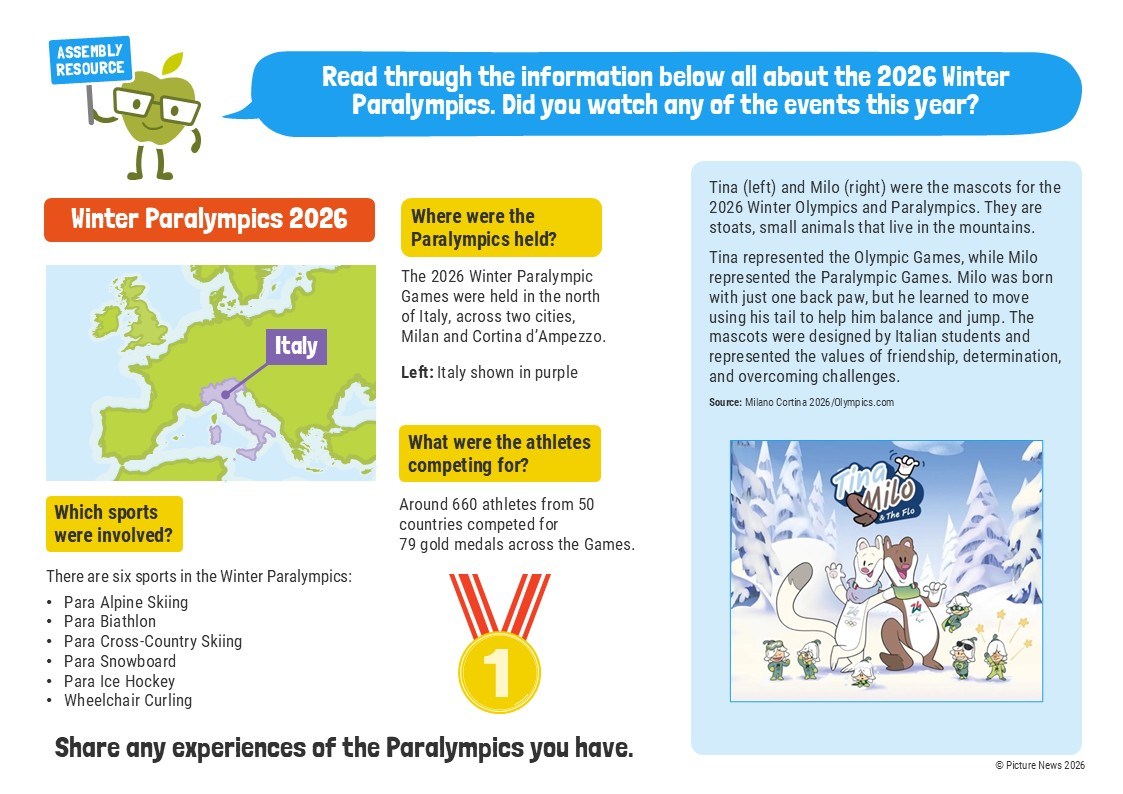 ASSEMBLY
RESOURCE
Read through the information below all about the 2026 Winter
Paralympics. Did you watch any of the events this year?
Winter Paralympics 2026
Italy
Which sports
were involved?
There are six sports in the Winter Paralympics:
• Para Alpine Skiing
• Para Biathlon
• Para Cross-Country Skiing
• Para Snowboard
• Para Ice Hockey
• Wheelchair Curling
Where were the
Paralympics held?
The 2026 Winter Paralympic
Games were held in the north
of Italy, across two cities,
Milan and Cortina d’Ampezzo.
Left: Italy shown in purple
What were the athletes
competing for?
Around 660 athletes from 50
countries competed for
79 gold medals across the Games.
1
Share any experiences of the Paralympics you have.
Tina (left) and Milo (right) were the mascots for the
2026 Winter Olympics and Paralympics. They are
stoats, small animals that live in the mountains.
Tina represented the Olympic Games, while Milo
represented the Paralympic Games. Milo was born
with just one back paw, but he learned to move
using his tail to help him balance and jump. The
mascots were designed by Italian students and
represented the values of friendship, determination,
and overcoming challenges.
Source: Milano Cortina 2026/Olympics.com
Tina
Milo
& The Flo
© Picture News 2026